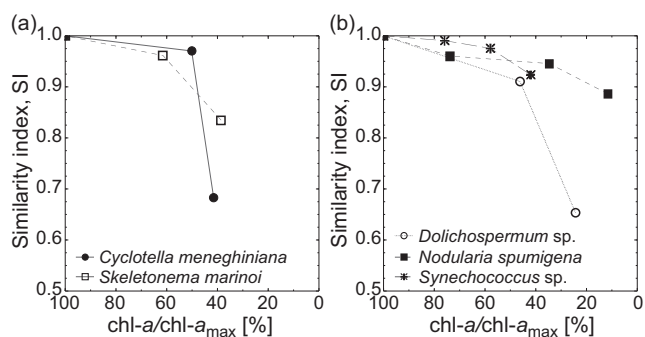 (a)
1.0
0.9
0.8
0.7
0.6
0.5
Similarity index, SI
Cyclotella meneghiniana
Skeletonema marinoi
100 80 60 40 20 0
chl-a/chl-a_max [%]
(b)
1.0
0.9
0.8
0.7
0.6
0.5
Similarity index, SI
Dolichospermum sp.
Nodularia spumigena
Synechococcus sp.
100 80 60 40 20 0
chl-a/chl-a_max [%]